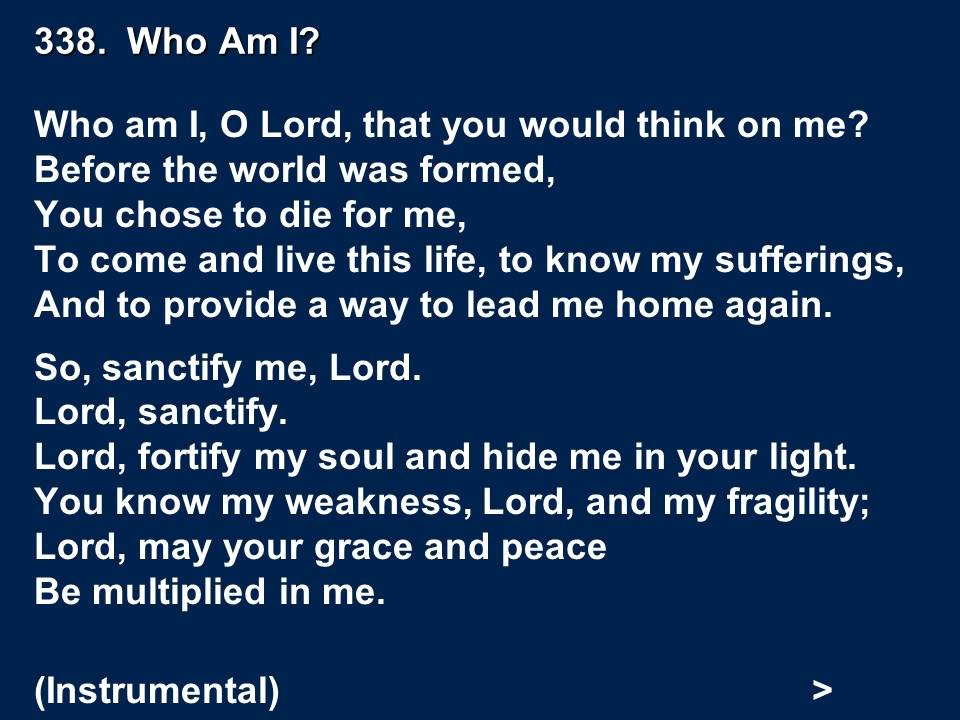 338.  Who Am I?
Who am I, O Lord, that you would think on me?
Before the world was formed,
You chose to die for me,
To come and live this life, to know my sufferings,
And to provide a way to lead me home again.
So, sanctify me, Lord.
Lord, sanctify.
Lord, fortify my soul and hide me in your light.
You know my weakness, Lord, and my fragility;
Lord, may your grace and peace
Be multiplied in me.
(Instrumental) >